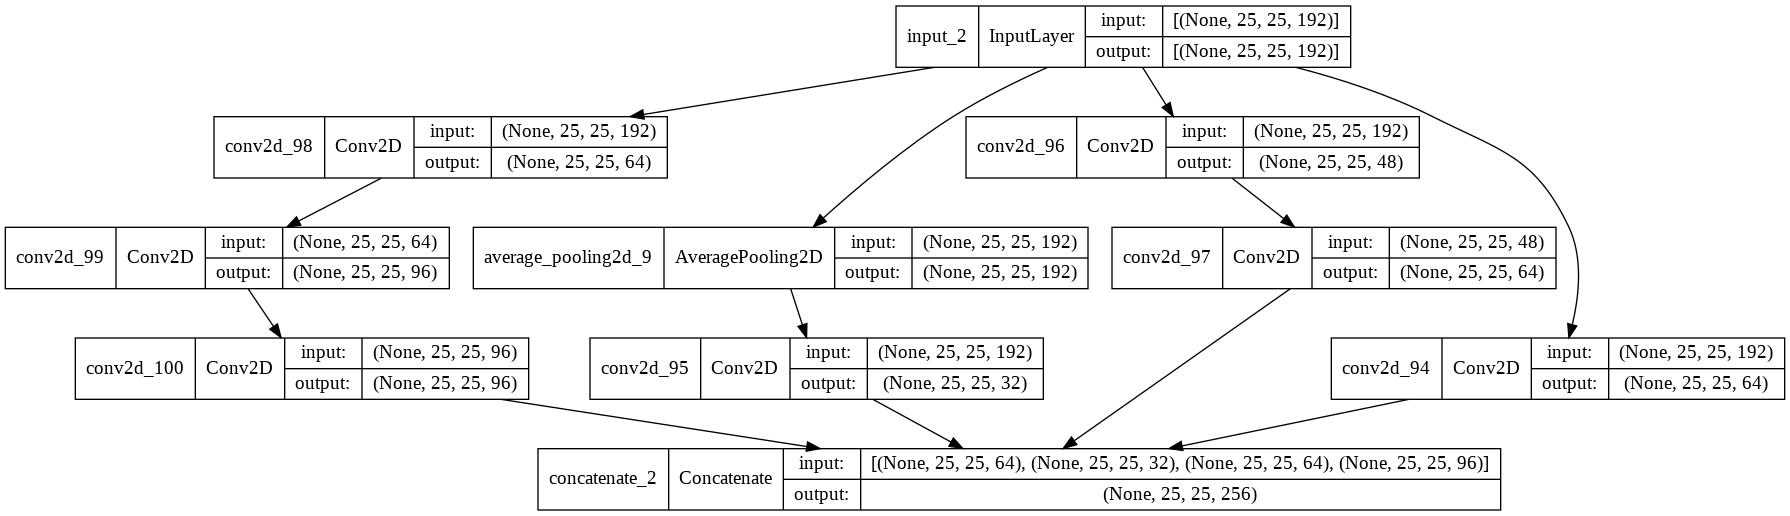 input_2 InputLayer input: [(None, 25, 25, 192)]
output: [(None, 25, 25, 192)]
conv2d_98 Conv2D input: (None, 25, 25, 192)
output: (None, 25, 25, 64)
conv2d_96 Conv2D input: (None, 25, 25, 192)
output: (None, 25, 25, 48)
conv2d_99 Conv2D input: (None, 25, 25, 64)
output: (None, 25, 25, 96)
average_pooling2d_9 AveragePooling2D input: (None, 25, 25, 192)
output: (None, 25, 25, 192)
conv2d_97 Conv2D input: (None, 25, 25, 48)
output: (None, 25, 25, 64)
conv2d_100 Conv2D input: (None, 25, 25, 96)
output: (None, 25, 25, 96)
conv2d_95 Conv2D input: (None, 25, 25, 192)
output: (None, 25, 25, 32)
conv2d_94 Conv2D input: (None, 25, 25, 192)
output: (None, 25, 25, 64)
concatenate_2 Concatenate input: [(None, 25, 25, 64), (None, 25, 25, 32), (None, 25, 25, 64), (None, 25, 25, 96)]
output: (None, 25, 25, 256)